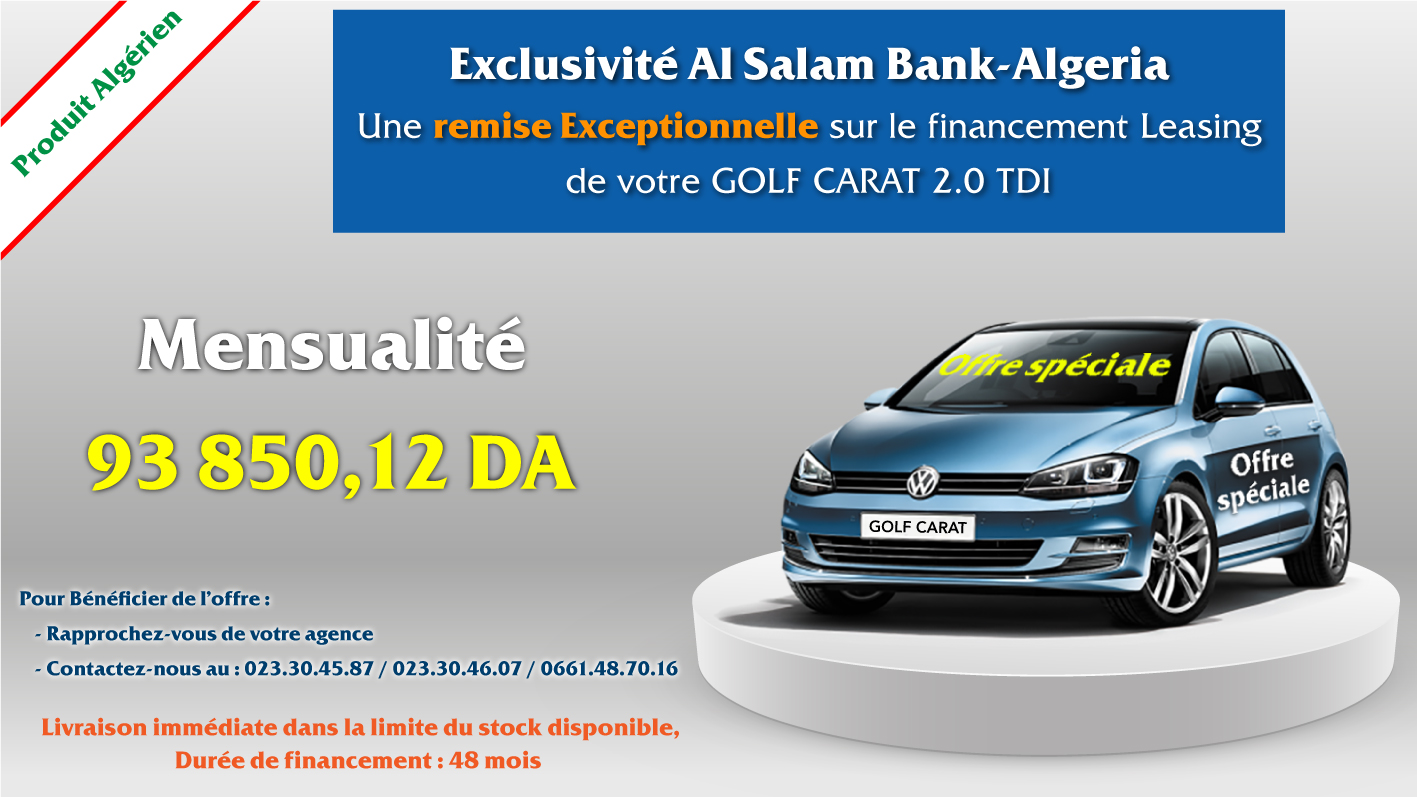 Produit Algérien
Exclusivité Al Salam Bank-Algeria
Une remise Exceptionnelle sur le financement Leasing
de votre GOLF CARAT 2.0 TDI
Mensualité
93 850,12 DA
Offre spéciale
Offre
spéciale
GOLF CARAT
Pour Bénéficier de l'offre :
- Rapprochez-vous de votre agence
- Contactez-nous au : 023.30.45.87 / 023.30.46.07 / 0661.48.70.16
Livraison immédiate dans la limite du stock disponible,
Durée de financement : 48 mois